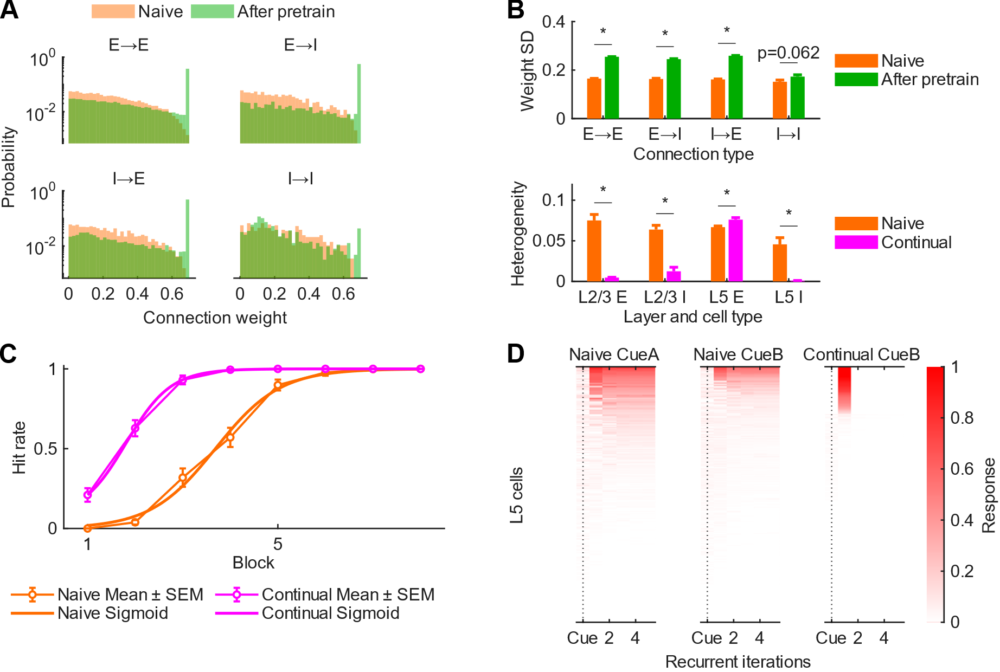 A
Naive After pretrain
E→E E→I
10^0
10^-2
I→E I→I
10^0
10^-2
Probability
0 0.2 0.4 0.6 0 0.2 0.4 0.6
Connection weight
B
Weight SD
0.4
0.2
0
* * * p=0.062
E→E E→I I→E I→I
Connection type
Naive
After pretrain
Heterogeneity
0.1
0.05
0
* * * *
L2/3 E L2/3 I L5 E L5 I
Layer and cell type
Naive
Continual
C
Hit rate
1
0.5
0
1 5
Block
Naive Mean ± SEM Continual Mean ± SEM
Naive Sigmoid Continual Sigmoid
D
Naive CueA Naive CueB Continual CueB
L5 cells
Cue 2 4 Cue 2 4 Cue 2 4
Recurrent iterations
1
0.8
0.6
0.4
0.2
0
Response